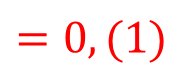 = 0, (1)